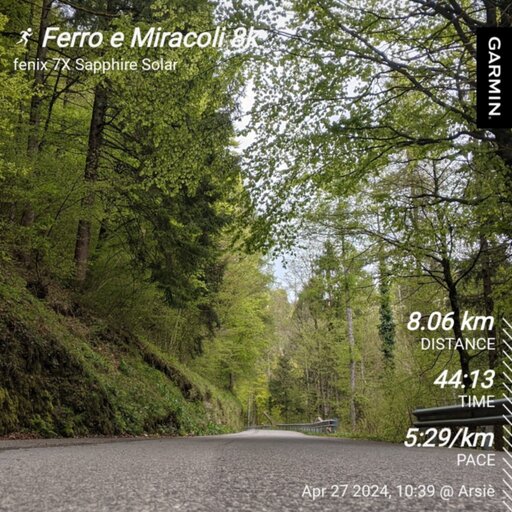 Ferro e Miracoli 8k
fenix 7X Sapphire Solar
GARMIN
8.06 km
DISTANCE
44:13
TIME
5:29/km
PACE
Apr 27 2024, 10:39 @ Arsiè